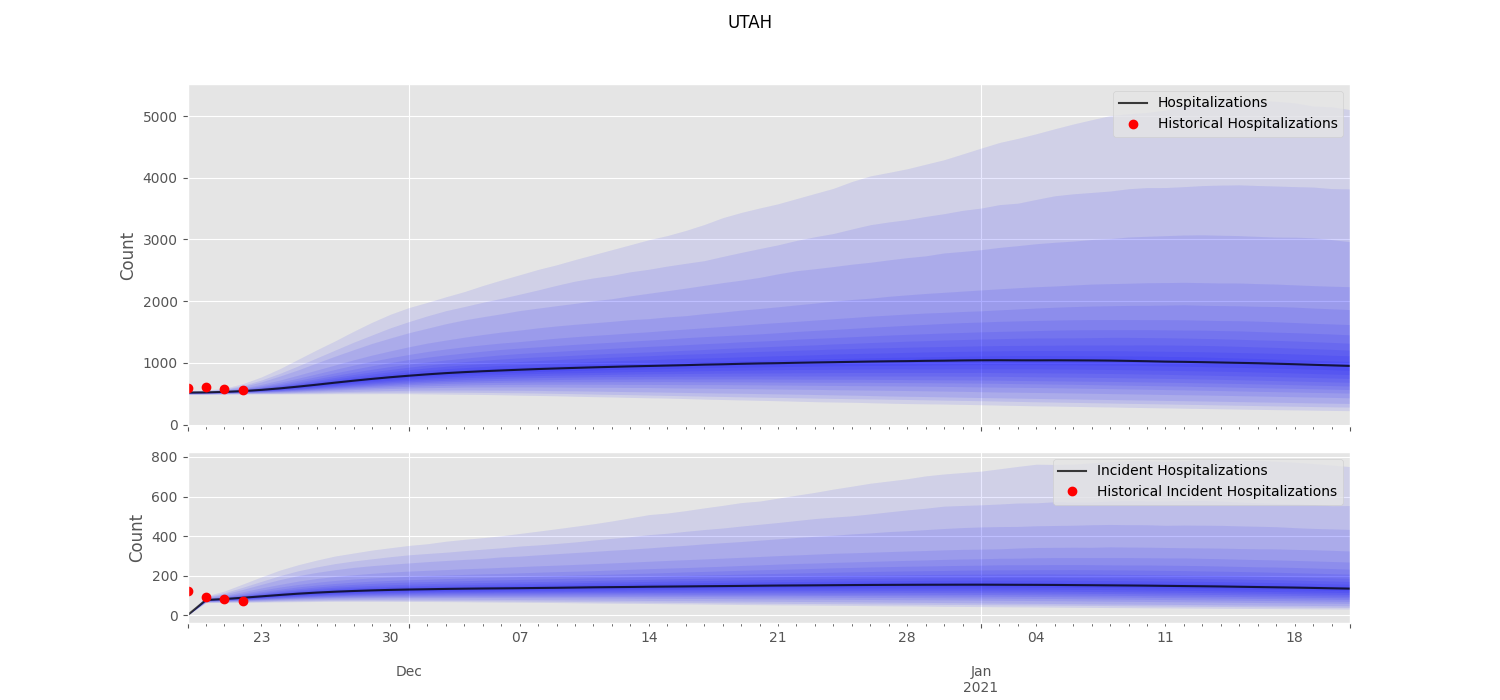 UTAH
Hospitalizations
Historical Hospitalizations
5000
4000
3000
2000
1000
0
Count
Incident Hospitalizations
Historical Incident Hospitalizations
800
600
400
200
0
Count
23 30 07 14 21 28 04 11 18
Dec Jan
2021